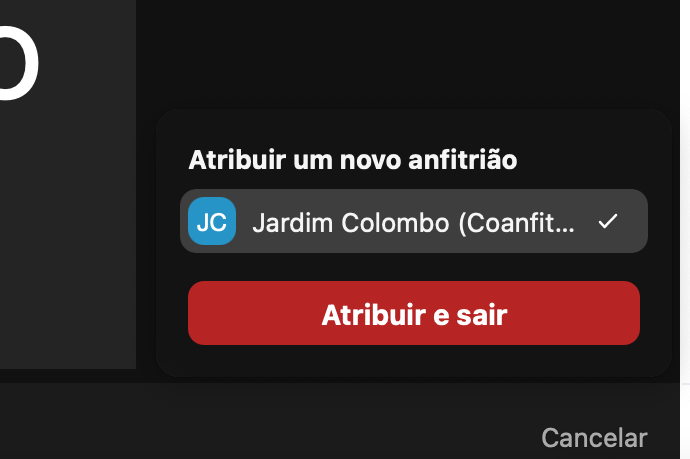 Atribuir um novo anfitrião
JC Jardim Colombo (Coanfit...
Atribuir e sair
Cancelar